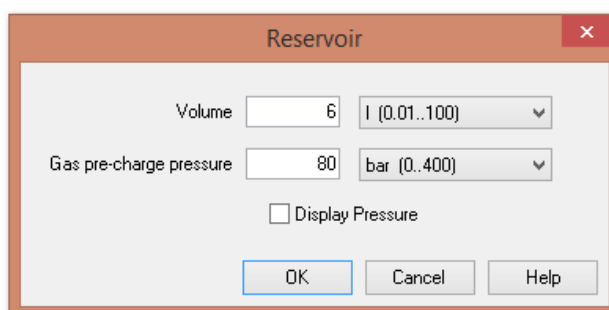 Reservoir
Volume 6 l (0.01..100)
Gas pre-charge pressure 80 bar (0..400)
Display Pressure
OK Cancel Help